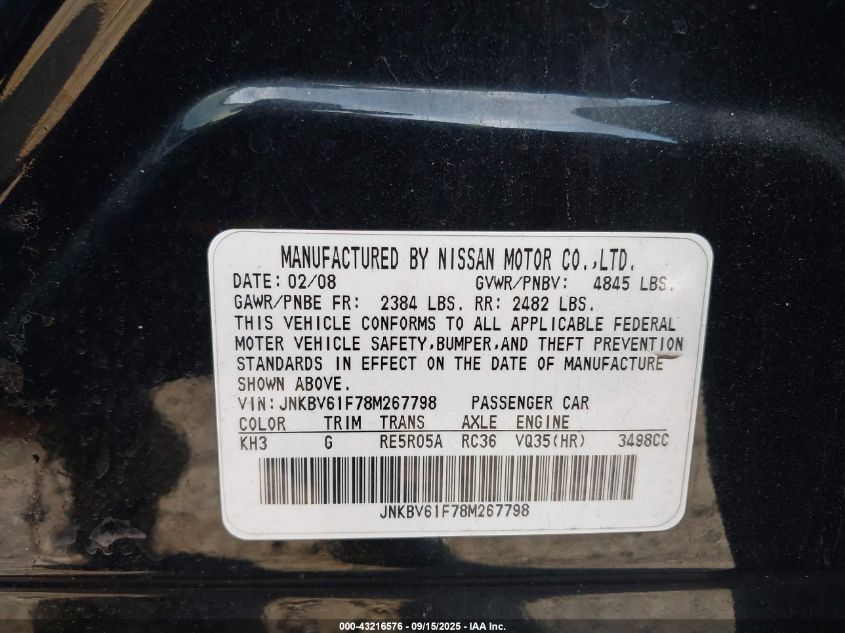 MANUFACTURED BY NISSAN MOTOR CO.,LTD.
DATE: 02/08 GVWR/PNBV: 4845 LBS.
GAWR/PNBE FR: 2384 LBS. RR: 2482 LBS.
THIS VEHICLE CONFORMS TO ALL APPLICABLE FEDERAL
MOTER VEHICLE SAFETY,BUMPER,AND THEFT PREVENTION
STANDARDS IN EFFECT ON THE DATE OF MANUFACTURE
SHOWN ABOVE.
VIN: JNKBV61F78M267798 PASSENGER CAR
COLOR TRIM TRANS AXLE ENGINE
KH3 G RE5R05A RC36 VQ35(HR) 3498CC
JNKBV61F78M267798
000-43216576 - 09/15/2025 - IAA Inc.